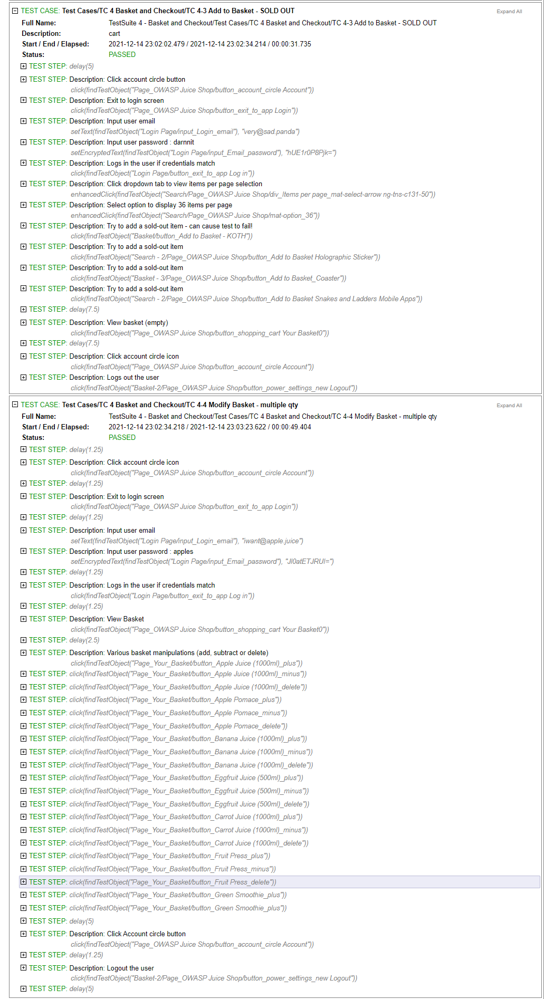 TEST CASE: Test Cases/TC 4 Basket and Checkout/TC 4-3 Add to Basket - SOLD OUT Expand All
Full Name: TestSuite 4 - Basket and Checkout/Test Cases/TC 4 Basket and Checkout/TC 4-3 Add to Basket - SOLD OUT
Description: cart
Start / End / Elapsed: 2021-12-14 23:02:02.479 / 2021-12-14 23:02:34.214 / 00:00:31.735
Status: PASSED
TEST STEP: delay(5)
TEST STEP: Description: Click account circle button
click(findTestObject("Page_OWASP Juice Shop/button_account_circle Account"))
TEST STEP: Description: Exit to login screen
click(findTestObject("Page_OWASP Juice Shop/button_exit_to_app Login"))
TEST STEP: Description: Input user email
setText(findTestObject("Login Page/input_Login_email"), "very@sad.panda")
TEST STEP: Description: Input user password : darnnit
setEncryptedText(findTestObject("Login Page/input_Email_password"), "hUE1r0P8Pjk=")
TEST STEP: Description: Logs in the user if credentials match
click(findTestObject("Login Page/button_exit_to_app Log in"))
TEST STEP: Description: Click dropdown tab to view items per page selection
enhancedClick(findTestObject("Search/Page_OWASP Juice Shop/div_Items per page_mat-select-arrow ng-tns-c131-50"))
TEST STEP: Description: Select option to display 36 items per page
enhancedClick(findTestObject("Search/Page_OWASP Juice Shop/mat-option_36"))
TEST STEP: Description: Try to add a sold-out item - can cause test to fail!
click(findTestObject("Basket/button_Add to Basket - KOTH"))
TEST STEP: Description: Try to add a sold-out item
click(findTestObject("Search - 2/Page_OWASP Juice Shop/button_Add to Basket Holographic Sticker"))
TEST STEP: Description: Try to add a sold-out item
click(findTestObject("Basket - 3/Page_OWASP Juice Shop/button_Add to Basket_Coaster"))
TEST STEP: Description: Try to add a sold-out item
click(findTestObject("Search - 2/Page_OWASP Juice Shop/button_Add to Basket Snakes and Ladders Mobile Apps"))
TEST STEP: delay(7.5)
TEST STEP: Description: View basket (empty)
click(findTestObject("Page_OWASP Juice Shop/button_shopping_cart Your Basket0"))
TEST STEP: delay(7.5)
TEST STEP: Description: Click account circle icon
click(findTestObject("Page_OWASP Juice Shop/button_account_circle Account"))
TEST STEP: Description: Logs out the user
click(findTestObject("Basket-2/Page_OWASP Juice Shop/button_power_settings_new Logout"))
TEST CASE: Test Cases/TC 4 Basket and Checkout/TC 4-4 Modify Basket - multiple qty Expand All
Full Name: TestSuite 4 - Basket and Checkout/Test Cases/TC 4 Basket and Checkout/TC 4-4 Modify Basket - multiple qty
Start / End / Elapsed: 2021-12-14 23:02:34.218 / 2021-12-14 23:03:23.622 / 00:00:49.404
Status: PASSED
TEST STEP: delay(1.25)
TEST STEP: Description: Click account circle icon
click(findTestObject("Page_OWASP Juice Shop/button_account_circle Account"))
TEST STEP: delay(1.25)
TEST STEP: Description: Exit to login screen
click(findTestObject("Page_OWASP Juice Shop/button_exit_to_app Login"))
TEST STEP: delay(1.25)
TEST STEP: Description: Input user email
setText(findTestObject("Login Page/input_Login_email"), "iwant@apple.juice")
TEST STEP: Description: Input user password : apples
setEncryptedText(findTestObject("Login Page/input_Email_password"), "Jl0atETJRUI=")
TEST STEP: delay(1.25)
TEST STEP: Description: Logs in the user if credentials match
click(findTestObject("Login Page/button_exit_to_app Log in"))
TEST STEP: delay(1.25)
TEST STEP: Description: View Basket
click(findTestObject("Page_OWASP Juice Shop/button_shopping_cart Your Basket0"))
TEST STEP: delay(2.5)
TEST STEP: Description: Various basket manipulations (add, subtract or delete)
click(findTestObject("Page_Your_Basket/button_Apple Juice (1000ml)_plus"))
TEST STEP: click(findTestObject("Page_Your_Basket/button_Apple Juice (1000ml)_minus"))
TEST STEP: click(findTestObject("Page_Your_Basket/button_Apple Juice (1000ml)_delete"))
TEST STEP: click(findTestObject("Page_Your_Basket/button_Apple Pomace_plus"))
TEST STEP: click(findTestObject("Page_Your_Basket/button_Apple Pomace_minus"))
TEST STEP: click(findTestObject("Page_Your_Basket/button_Apple Pomace_delete"))
TEST STEP: click(findTestObject("Page_Your_Basket/button_Banana Juice (1000ml)_plus"))
TEST STEP: click(findTestObject("Page_Your_Basket/button_Banana Juice (1000ml)_minus"))
TEST STEP: click(findTestObject("Page_Your_Basket/button_Banana Juice (1000ml)_delete"))
TEST STEP: click(findTestObject("Page_Your_Basket/button_Eggfruit Juice (500ml)_plus"))
TEST STEP: click(findTestObject("Page_Your_Basket/button_Eggfruit Juice (500ml)_minus"))
TEST STEP: click(findTestObject("Page_Your_Basket/button_Eggfruit Juice (500ml)_delete"))
TEST STEP: click(findTestObject("Page_Your_Basket/button_Carrot Juice (1000ml)_plus"))
TEST STEP: click(findTestObject("Page_Your_Basket/button_Carrot Juice (1000ml)_minus"))
TEST STEP: click(findTestObject("Page_Your_Basket/button_Carrot Juice (1000ml)_delete"))
TEST STEP: click(findTestObject("Page_Your_Basket/button_Fruit Press_plus"))
TEST STEP: click(findTestObject("Page_Your_Basket/button_Fruit Press_minus"))
TEST STEP: click(findTestObject("Page_Your_Basket/button_Fruit Press_delete"))
TEST STEP: click(findTestObject("Page_Your_Basket/button_Green Smoothie_plus"))
TEST STEP: click(findTestObject("Page_Your_Basket/button_Green Smoothie_plus"))
TEST STEP: delay(5)
TEST STEP: Description: Click Account circle button
click(findTestObject("Page_OWASP Juice Shop/button_account_circle Account"))
TEST STEP: delay(1.25)
TEST STEP: Description: Logout the user
click(findTestObject("Basket-2/Page_OWASP Juice Shop/button_power_settings_new Logout"))
TEST STEP: delay(5)